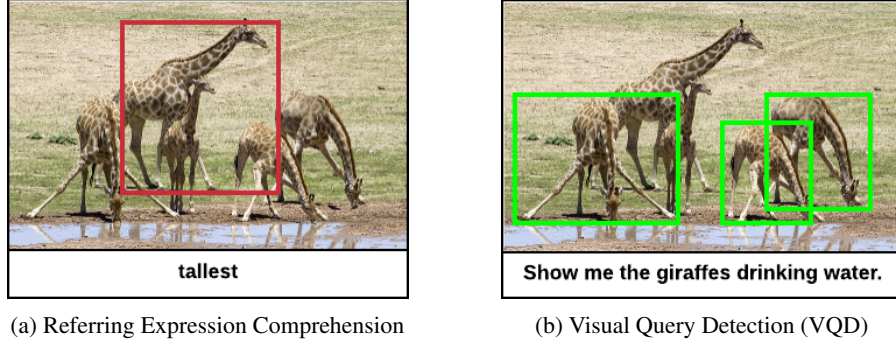 tallest
Show me the giraffes drinking water.
(a) Referring Expression Comprehension
(b) Visual Query Detection (VQD)